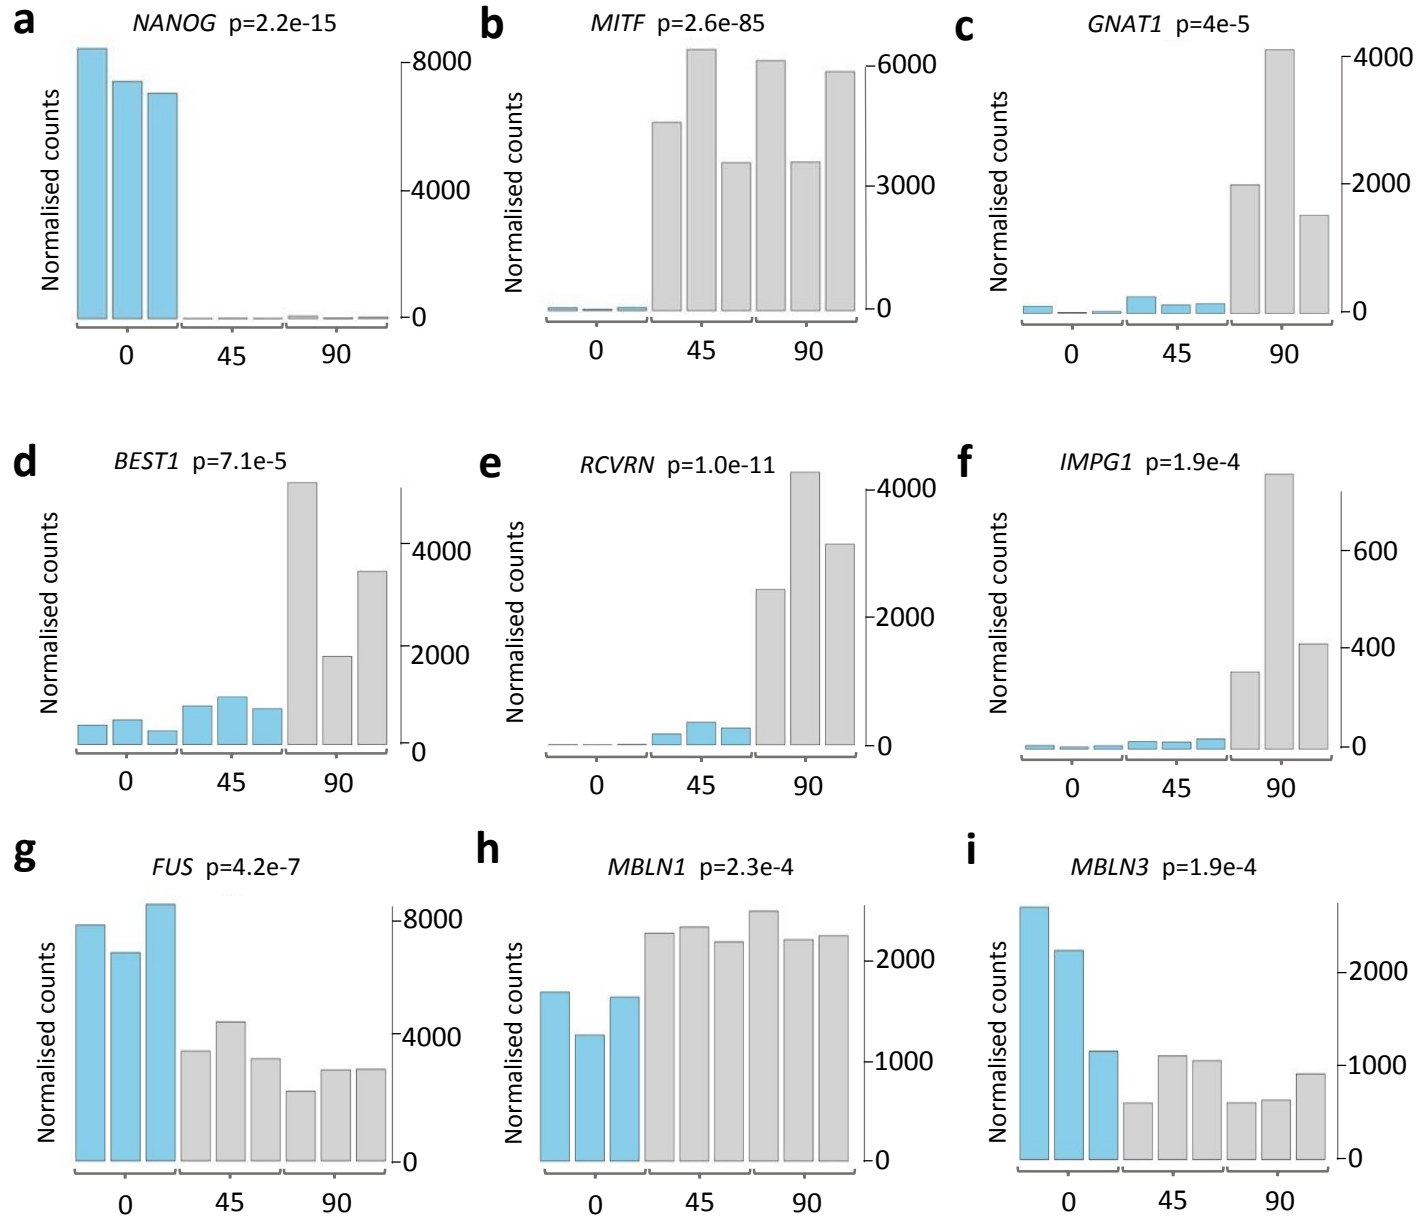 a
NANOG p=2.2e-15
Normalised counts
8000
4000
0
0 45 90
b
MITF p=2.6e-85
Normalised counts
6000
3000
0
0 45 90
c
GNAT1 p=4e-5
Normalised counts
4000
2000
0
0 45 90
d
BEST1 p=7.1e-5
Normalised counts
4000
2000
0
0 45 90
e
RCVRN p=1.0e-11
Normalised counts
4000
2000
0
0 45 90
f
IMPG1 p=1.9e-4
Normalised counts
600
400
0
0 45 90
g
FUS p=4.2e-7
Normalised counts
8000
4000
0
0 45 90
h
MBLN1 p=2.3e-4
Normalised counts
2000
1000
0
0 45 90
i
MBLN3 p=1.9e-4
Normalised counts
2000
1000
0
0 45 90